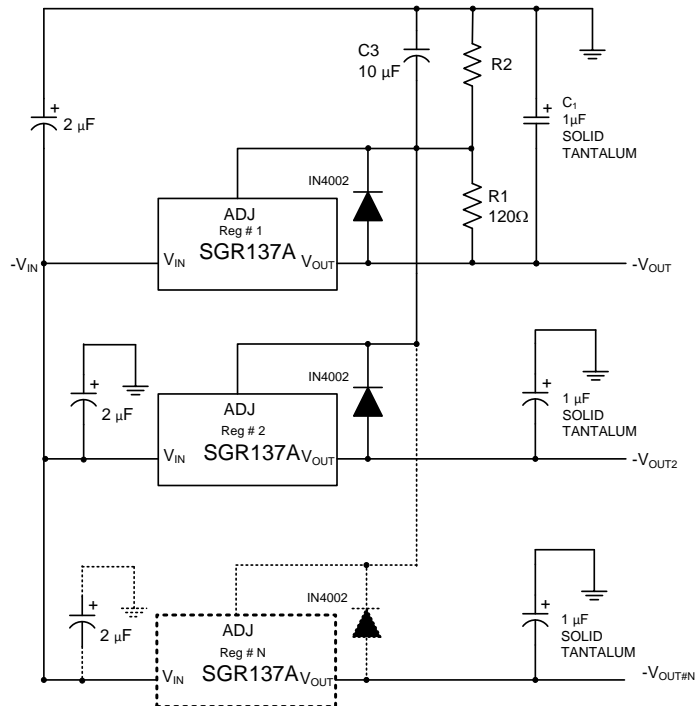 C3
10 µF
R2
+
2 µF
+
C₁
1µF
SOLID
TANTALUM
IN4002
R1
120Ω
ADJ
Reg # 1
SGR137A
-VIN
VIN
VOUT
-VOUT
+
2 µF
IN4002
ADJ
Reg # 2
SGR137A
VIN
VOUT
+
1 µF
SOLID
TANTALUM
-VOUT2
+
2 µF
IN4002
ADJ
Reg # N
SGR137A
VIN
VOUT
+
1 µF
SOLID
TANTALUM
-VOUT#N